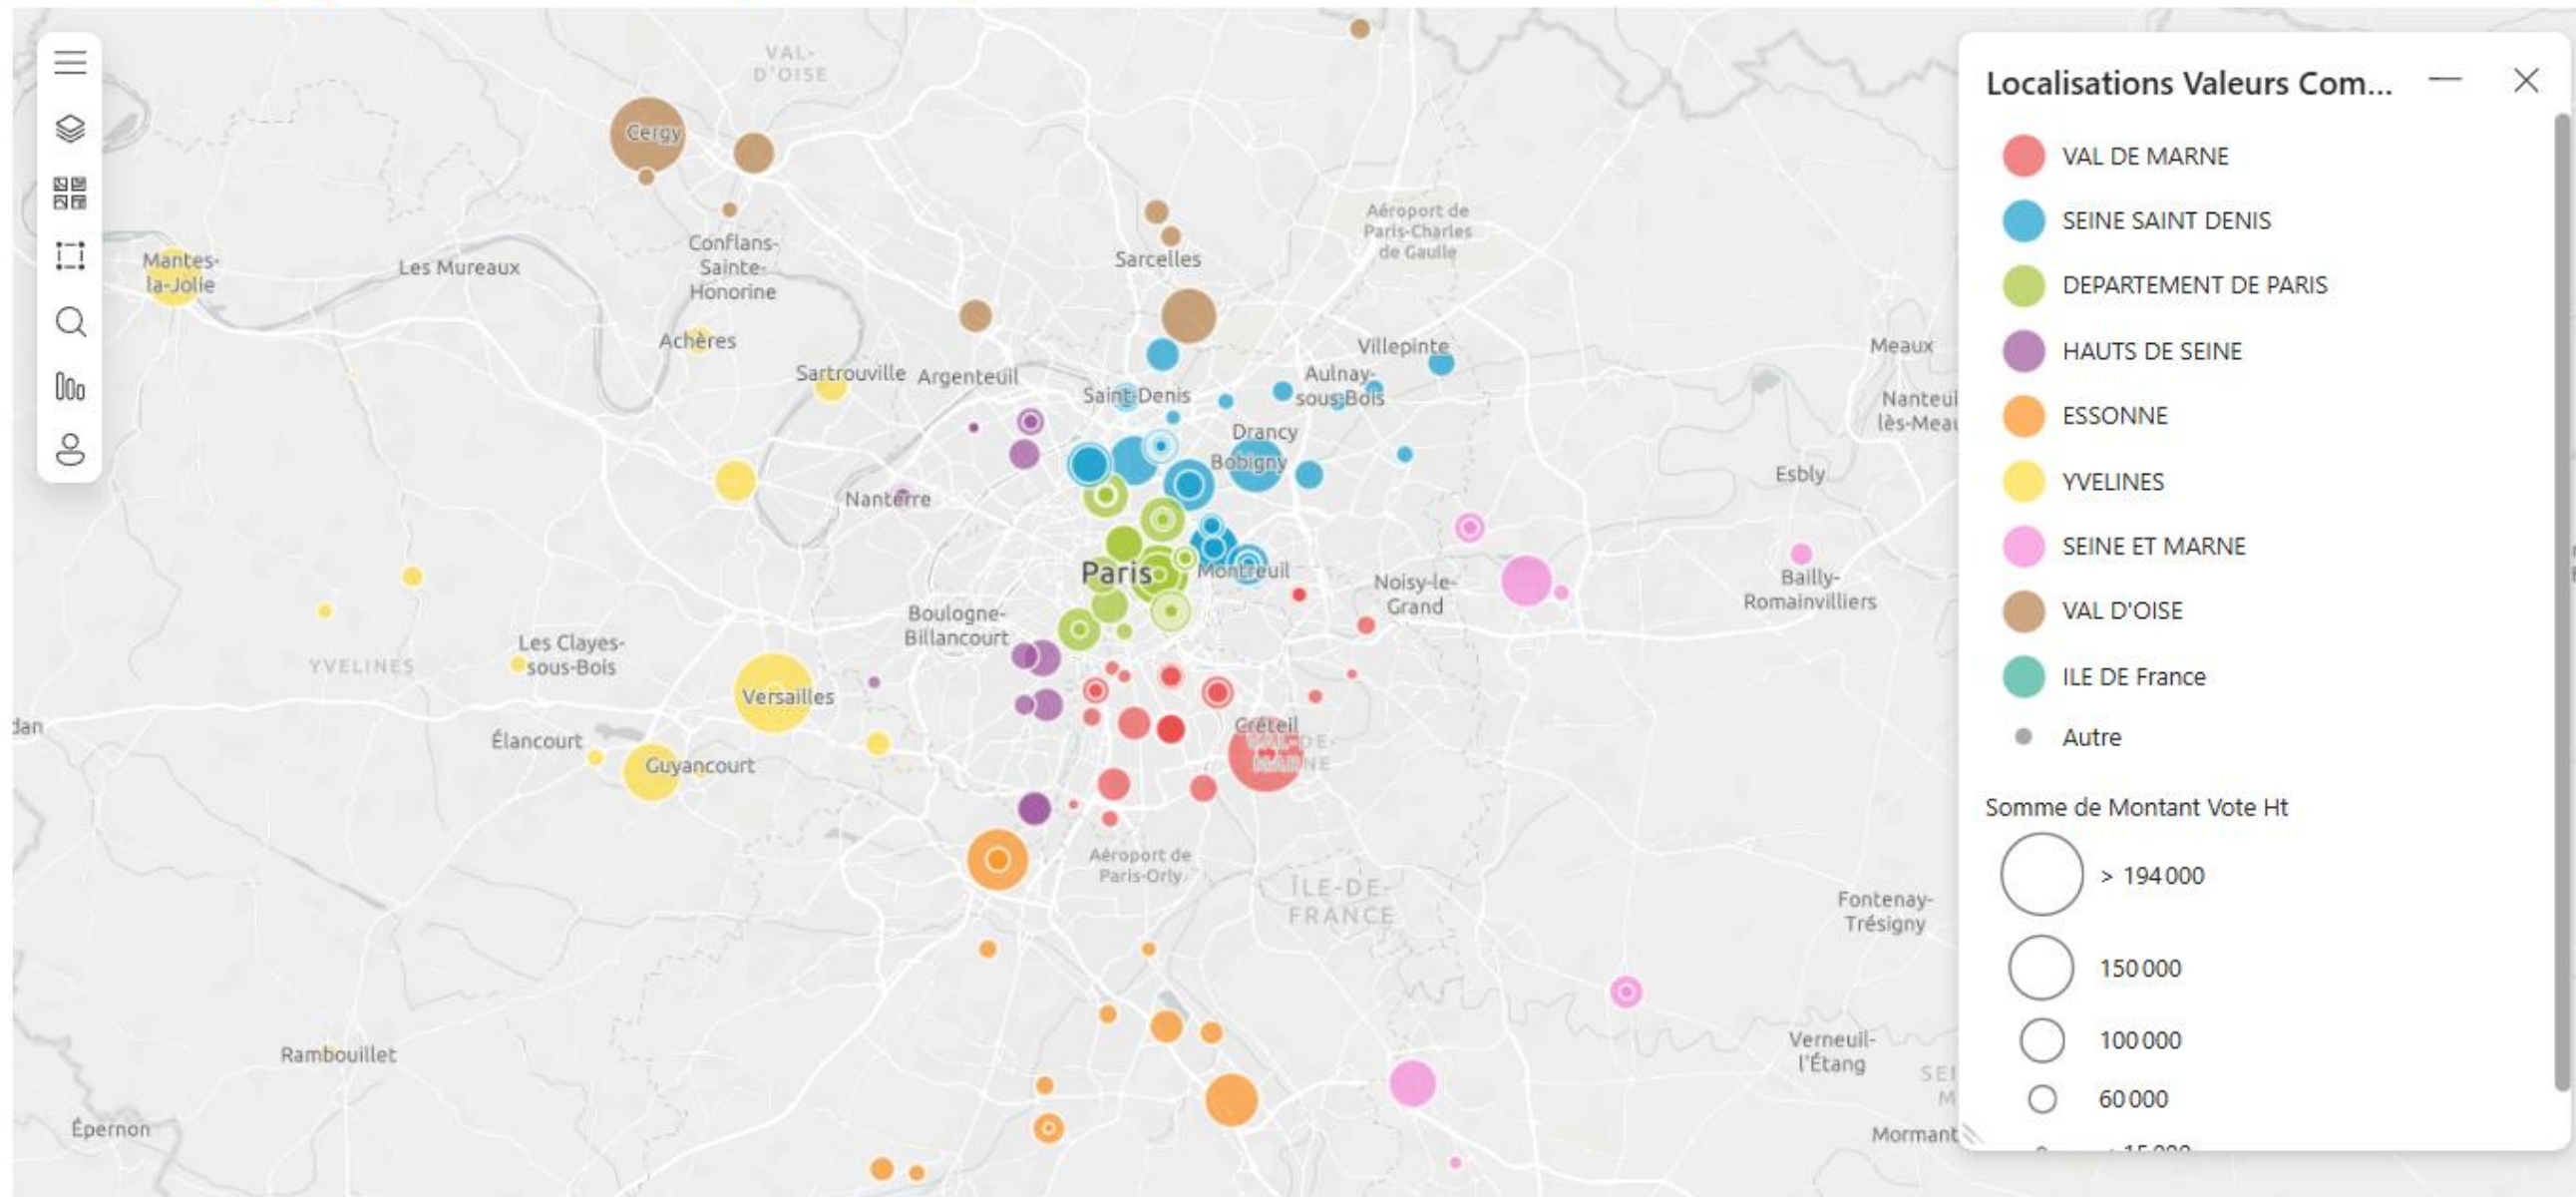 VAL-
D'OISE
Cergy
Aéroport de
Paris-Charles
de Gaulle
Conflans-
Sainte-
Honorine
Sarcelles
Mantes-
la-Jolie
Les Mureaux
Achères
Villepinte
Meaux
Sartrouville
Argenteuil
Aulnay-
sous-Bois
Saint-Denis
Drancy
Bobigny
Esbly
Nanterre
Paris
Montreuil
Noisy-le-
Grand
Bailly-
Romainvilliers
Boulogne-
Billancourt
Les Clayes-
sous-Bois
YVELINES
Versailles
Créteil
VAL-DE-
MARNE
Élancourt
Guyancourt
Aéroport de
Paris-Orly
ÎLE-DE-
FRANCE
Fontenay-
Trésigny
Rambouillet
Verneuil-
l'Étang
Épernon
Mormant
Localisations Valeurs Com...
VAL DE MARNE
SEINE SAINT DENIS
DEPARTEMENT DE PARIS
HAUTS DE SEINE
ESSONNE
YVELINES
SEINE ET MARNE
VAL D'OISE
ILE DE France
Autre
Somme de Montant Vote Ht
> 194 000
150 000
100 000
60 000